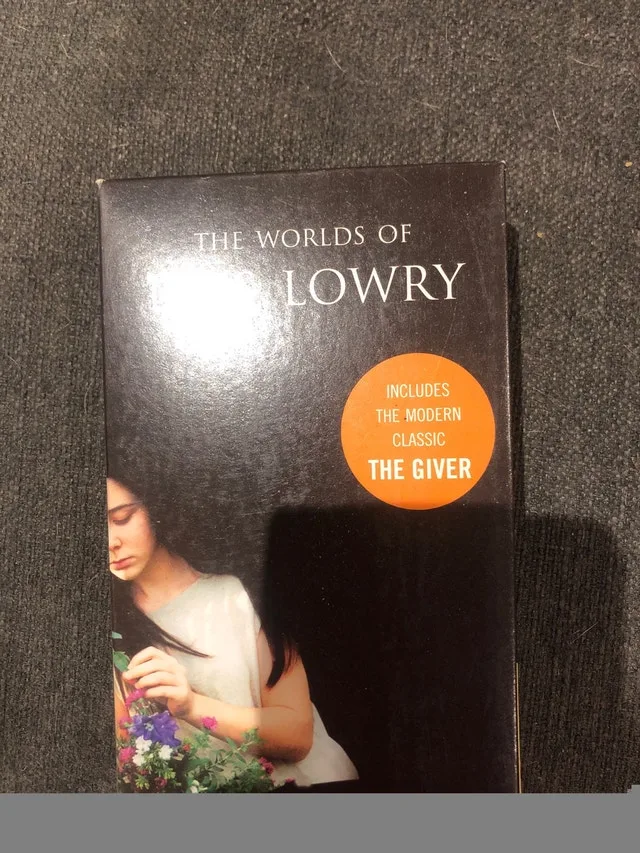 THE WORLDS OF
LOWRY
INCLUDES
THE MODERN
CLASSIC
THE GIVER